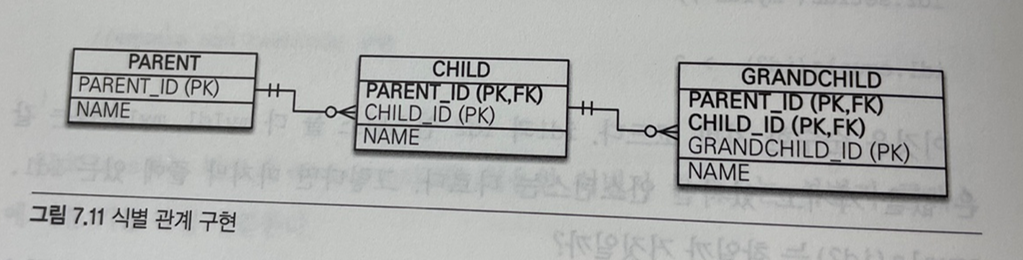 PARENT
PARENT_ID (PK)
NAME
CHILD
PARENT_ID (PK,FK)
CHILD_ID (PK)
NAME
GRANDCHILD
PARENT_ID (PK,FK)
CHILD_ID (PK,FK)
GRANDCHILD_ID (PK)
NAME
그림 7.11 식별 관계 구현